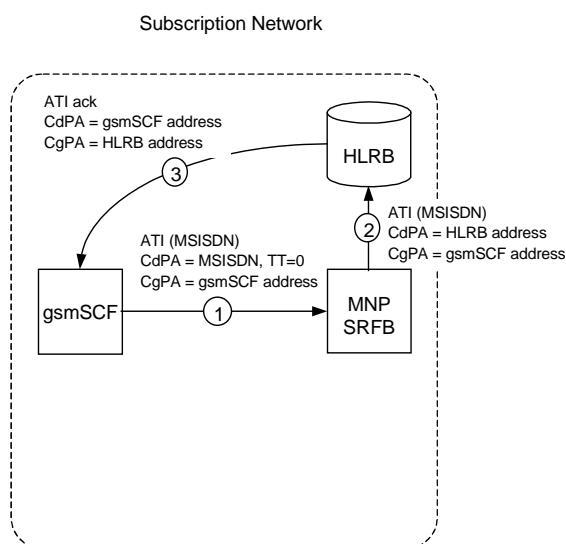 Subscription Network
ATI ack
CdPA = gsmSCF address
CgPA = HLRB address
HLRB
3
ATI (MSISDN)
CdPA = HLRB address
CgPA = gsmSCF address
2
ATI (MSISDN)
CdPA = MSISDN, TT=0
CgPA = gsmSCF address
gsmSCF
1
MNP
SRFB